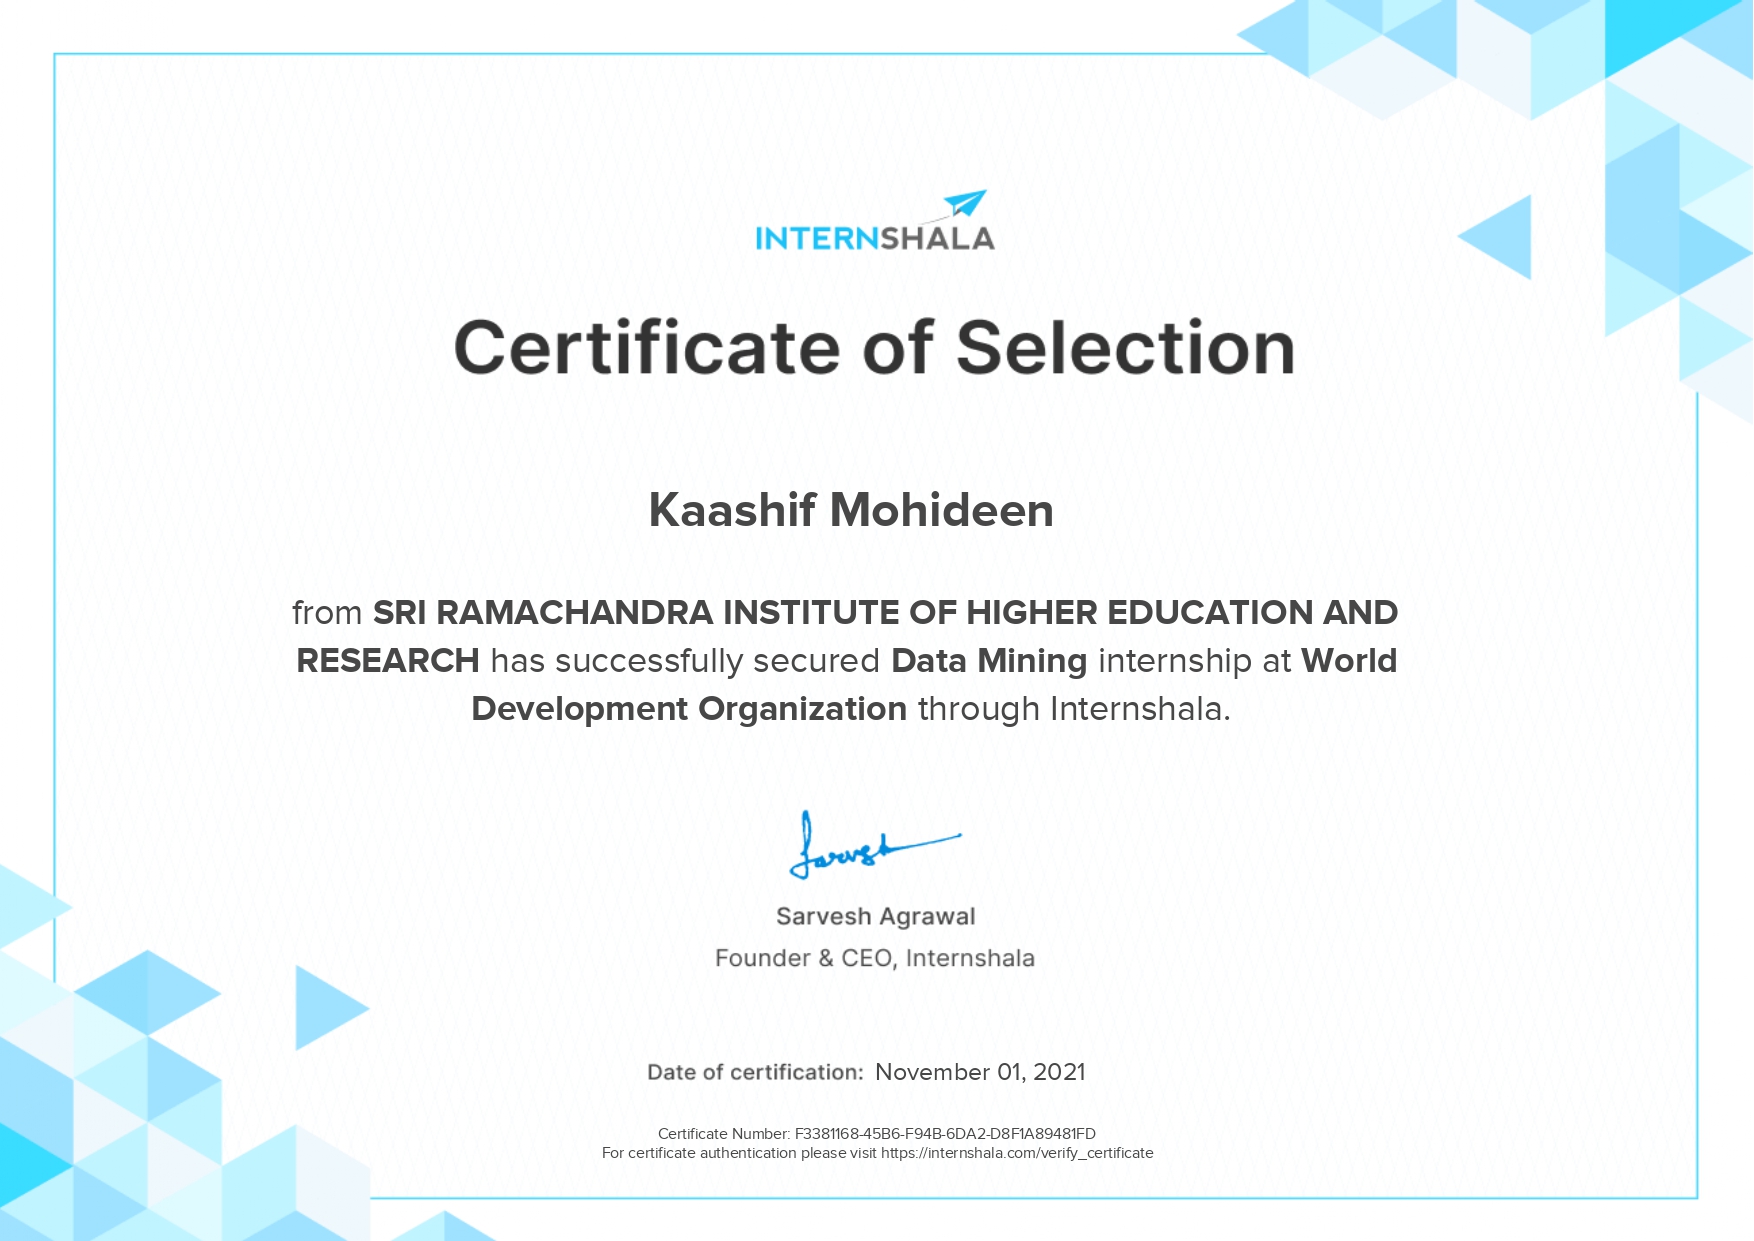 INTERNSHALA
Certificate of Selection
Kaashif Mohideen
from SRI RAMACHANDRA INSTITUTE OF HIGHER EDUCATION AND
RESEARCH has successfully secured Data Mining internship at World
Development Organization through Internshala.
Sarvesh
Sarvesh Agrawal
Founder & CEO, Internshala
Date of certification: November 01, 2021
Certificate Number: F3381168-45B6-F94B-6DA2-D8F1A89481FD
For certificate authentication please visit https://internshala.com/verify_certificate